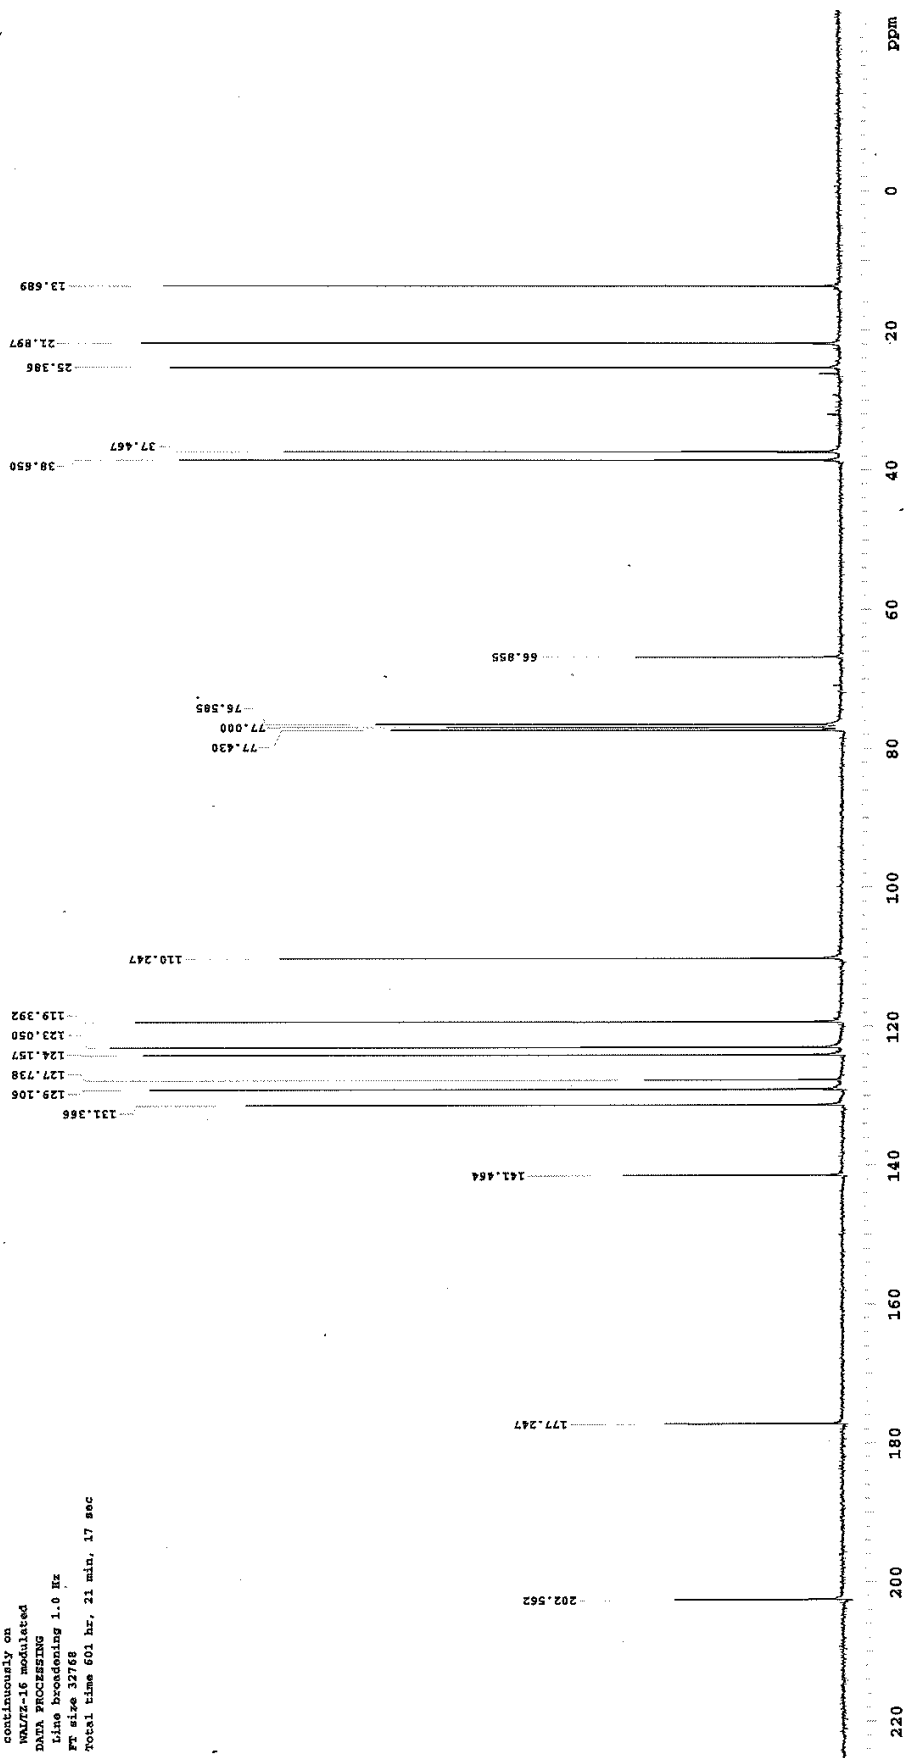 continuously on
WALTZ-16 modulated
DATA PROCESSING
Line broadening 1.0 Hz
FT size 32768
Total time 601 hr, 21 min, 17 sec
202.562
177.247
141.464
131.366
129.106
127.738
124.157
123.050
119.392
110.247
77.430
77.000
76.585
66.855
38.650
37.467
25.386
21.897
13.689
220 200 180 160 140 120 100 80 60 40 20 0 ppm